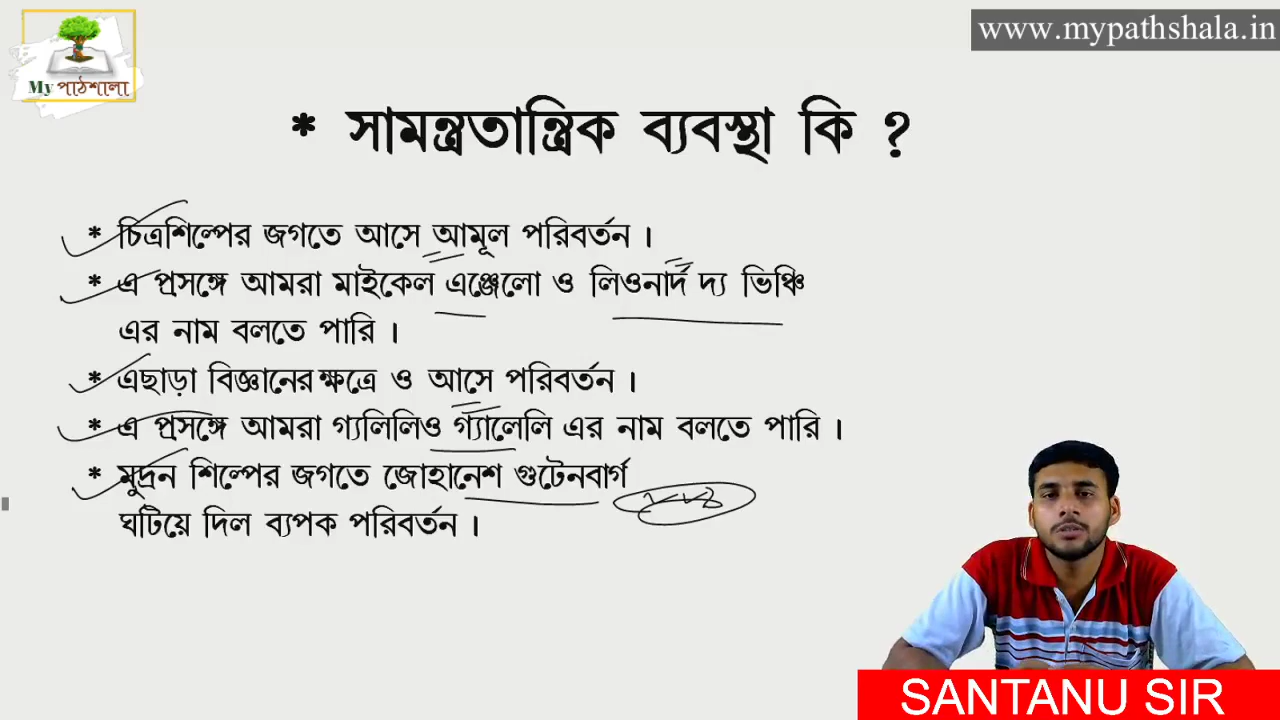 My পাঠশালা
www.mypathshala.in
* সামন্ত্রতান্ত্রিক ব্যবস্থা কি ?
* চিত্রশিল্পের জগতে আসে আমূল পরিবর্তন ।
* এ প্রসঙ্গে আমরা মাইকেল এঞ্জেলো ও লিওনার্দ দ্য ভিঞ্চি
এর নাম বলতে পারি ।
* এছাড়া বিজ্ঞানের ক্ষত্রে ও আসে পরিবর্তন ।
* এ প্রসঙ্গে আমরা গ্যলিলিও গ্যালেলি এর নাম বলতে পারি ।
* মুর্দ্রন শিল্পের জগতে জোহানেশ গুটেনবার্গ
ঘটিয়ে দিল ব্যপক পরিবর্তন ।
SANTANU SIR